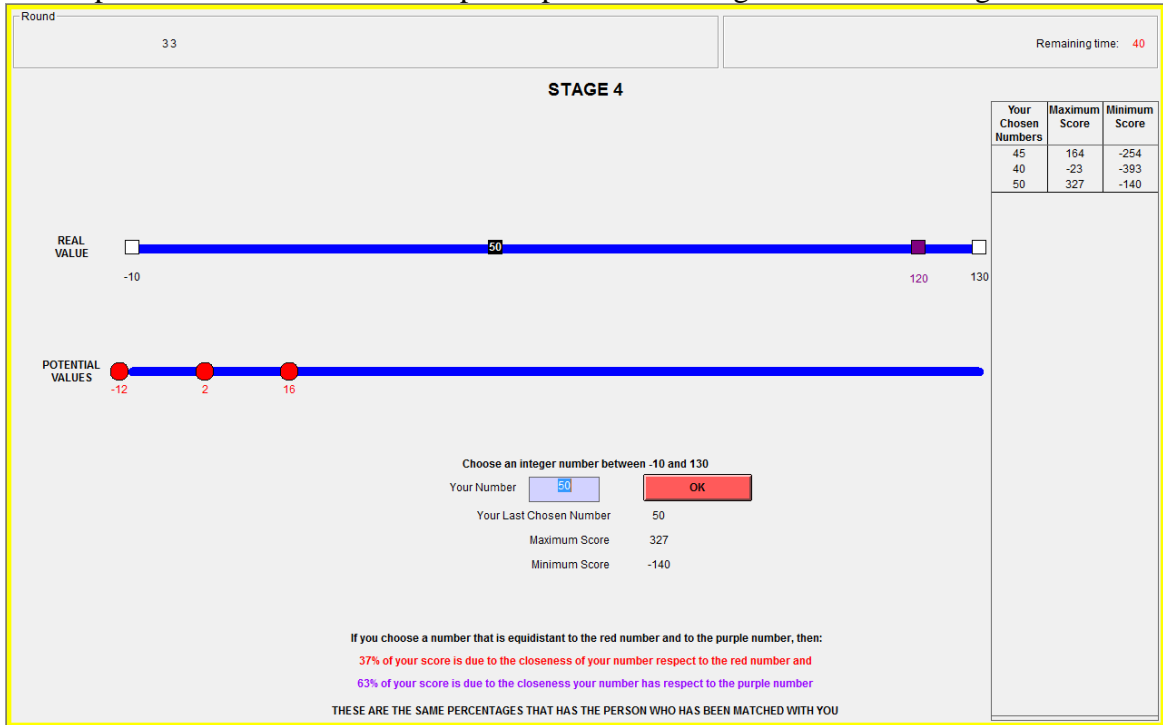 Round
33
Remaining time: 40
STAGE 4
Your Chosen Numbers Maximum Score Minimum Score
45 164 -254
40 -23 -393
50 327 -140
REAL VALUE
50
-10 120 130
POTENTIAL VALUES
-12 2 16
Choose an integer number between -10 and 130
Your Number 50 OK
Your Last Chosen Number 50
Maximum Score 327
Minimum Score -140
If you choose a number that is equidistant to the red number and to the purple number, then:
37% of your score is due to the closeness of your number respect to the red number and
63% of your score is due to the closeness your number has respect to the purple number
THESE ARE THE SAME PERCENTAGES THAT HAS THE PERSON WHO HAS BEEN MATCHED WITH YOU